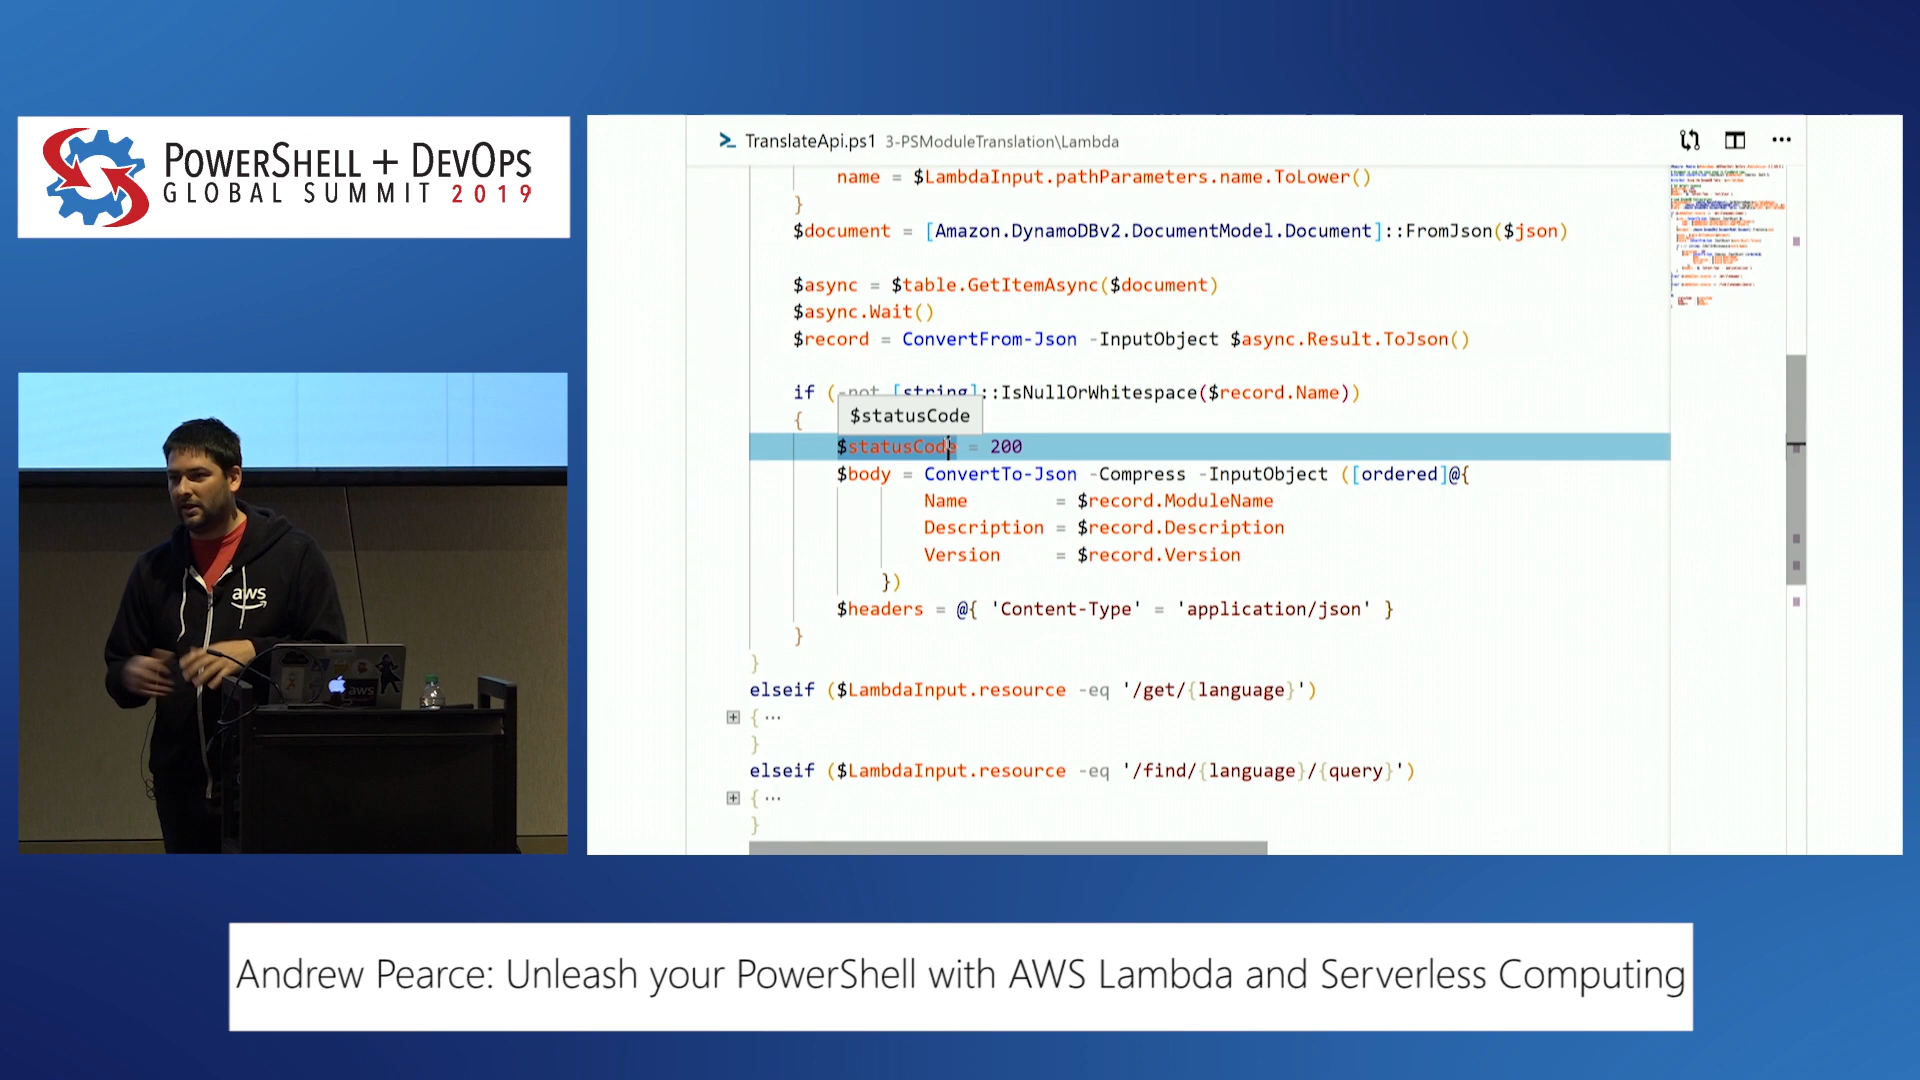 POWERSHELL + DEVOPS
GLOBAL SUMMIT 2019
TranslateApi.ps1 3-PSModuleTranslation\Lambda
name = $LambdaInput.pathParameters.name.ToLower()
}
$document = [Amazon.DynamoDBv2.DocumentModel.Document]::FromJson($json)
$async = $table.GetItemAsync($document)
$async.Wait()
$record = ConvertFrom-Json -InputObject $async.Result.ToJson()
if (-not [string]::IsNullOrWhitespace($record.Name))
$statusCode
{
$statusCode = 200
$body = ConvertTo-Json -Compress -InputObject ([ordered]@{
Name = $record.ModuleName
Description = $record.Description
Version = $record.Version
})
$headers = @{ 'Content-Type' = 'application/json' }
}
}
elseif ($LambdaInput.resource -eq '/get/{language}')
{ ...
}
elseif ($LambdaInput.resource -eq '/find/{language}/{query}')
{ ...
}
aws
aws
Andrew Pearce: Unleash your PowerShell with AWS Lambda and Serverless Computing